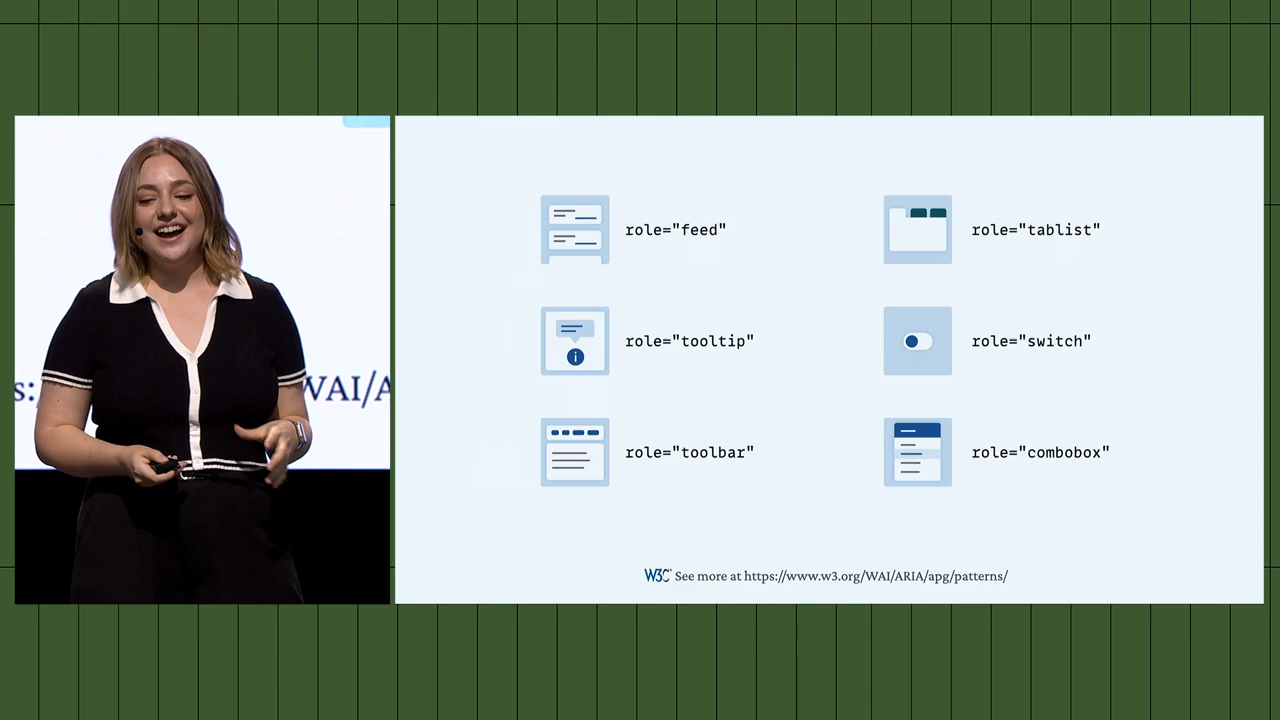 role="feed"
role="tablist"
role="tooltip"
role="switch"
role="toolbar"
role="combobox"
s:/
WAI/A
W3C See more at https://www.w3.org/WAI/ARIA/apg/patterns/